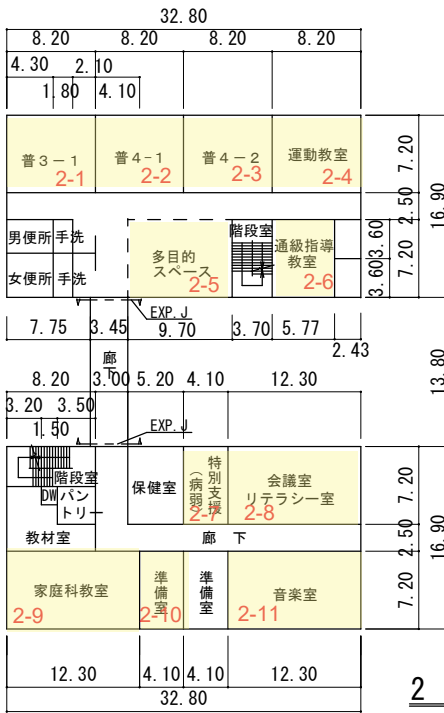 32.80
8.20 8.20 8.20 8.20
4.30 2.10
1.80 4.10
普3-1 普4-1 普4-2 運動教室
2-1 2-2 2-3 2-4
7.20
2.50
16.90
男便所 手洗
女便所 手洗
多目的
スペース
2-5
階段室
通級指導
教室
2-6
3.60
3.60
7.20
EXP.J
7.75 3.45 9.70 3.70 5.77
2.43
廊
下
13.80
8.20 3.00 5.20 4.10 12.30
3.20 3.50
1.50
EXP.J
階段室
DW
パン
トリー
保健室
特別支援
(病弱)
2-7
会議室
リテラシー室
2-8
7.20
教材室
廊 下
2.50
16.90
家庭科教室
2-9
準備室
2-10
準備室
音楽室
2-11
7.20
12.30 4.10 4.10 12.30
32.80
2